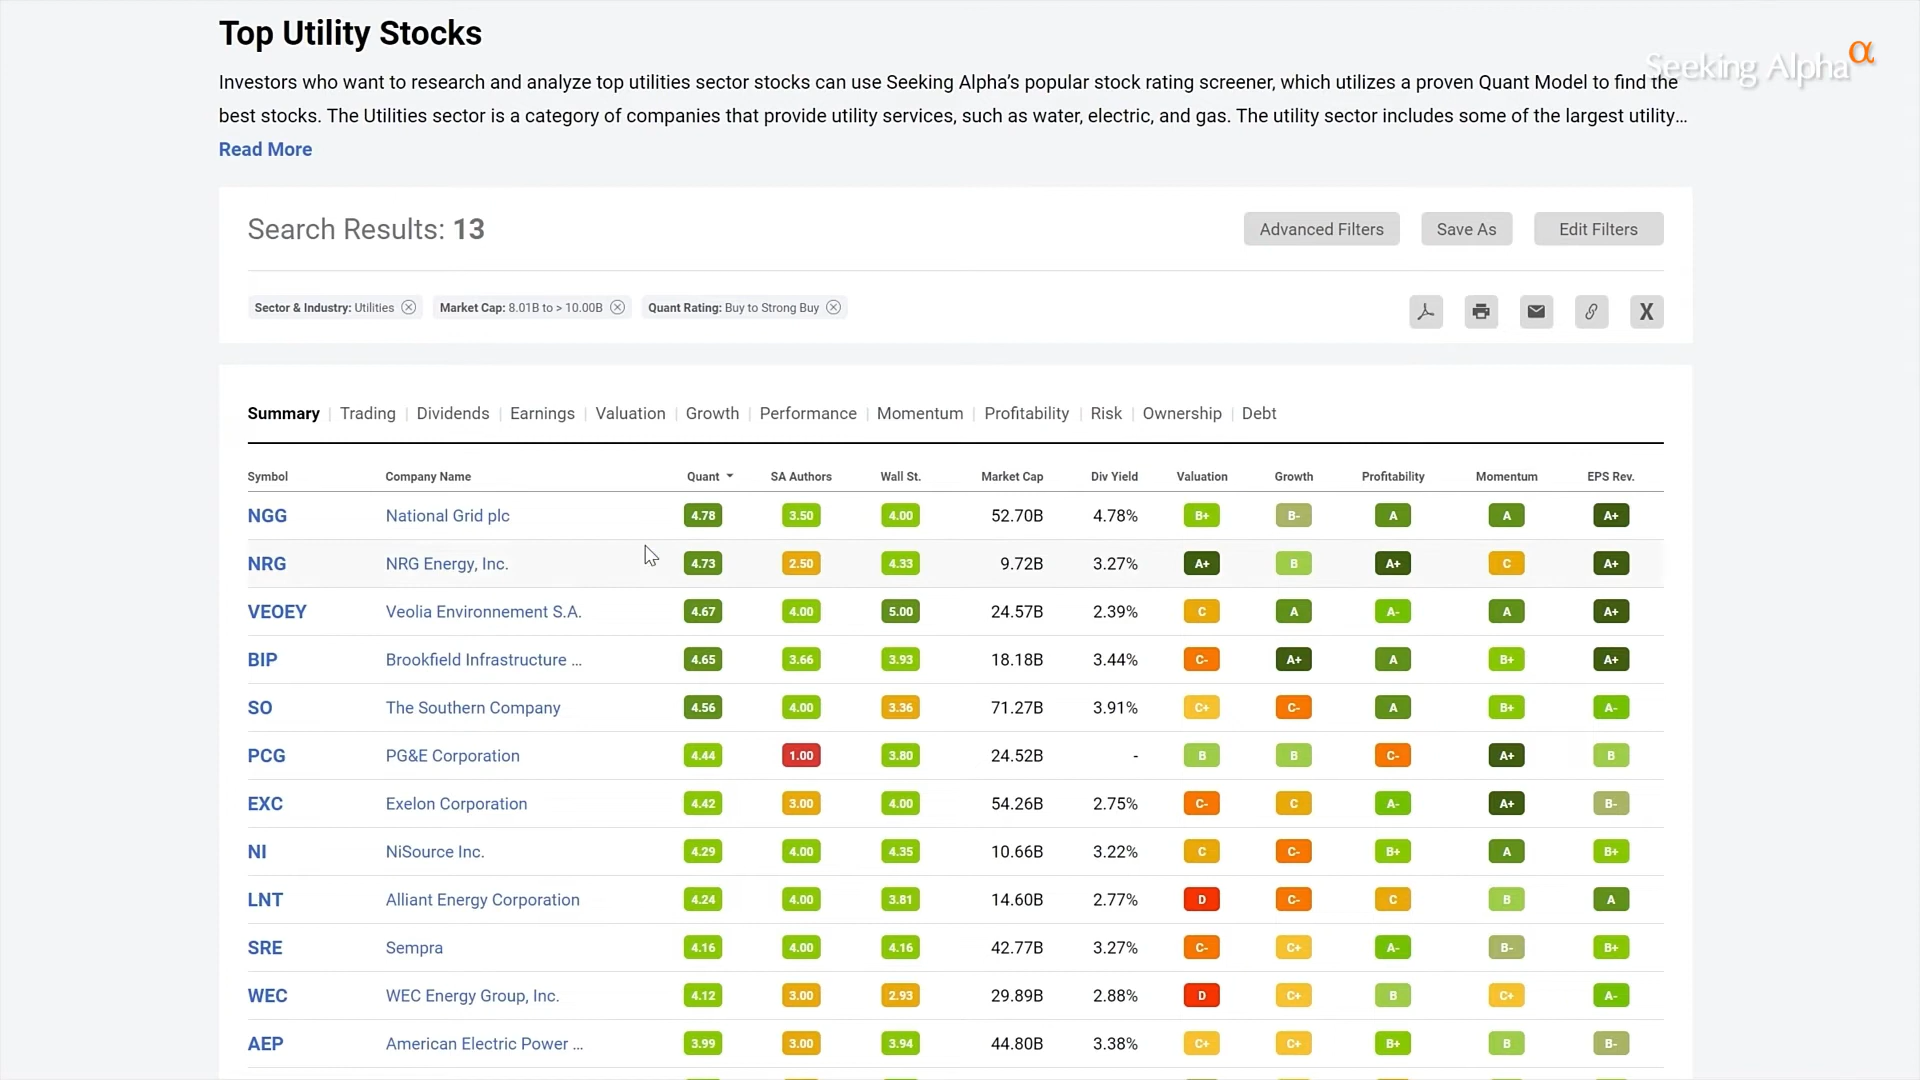 Top Utility Stocks
Seeking Alpha α
Investors who want to research and analyze top utilities sector stocks can use Seeking Alpha's popular stock rating screener, which utilizes a proven Quant Model to find the
best stocks. The Utilities sector is a category of companies that provide utility services, such as water, electric, and gas. The utility sector includes some of the largest utility...
Read More
Search Results: 13 Advanced Filters Save As Edit Filters
Sector & Industry: Utilities Market Cap: 8.01B to > 10.00B Quant Rating: Buy to Strong Buy X
Summary | Trading | Dividends | Earnings | Valuation | Growth | Performance | Momentum | Profitability | Risk | Ownership | Debt
Symbol Company Name Quant SA Authors Wall St. Market Cap Div Yield Valuation Growth Profitability Momentum EPS Rev.
NGG National Grid plc 4.78 3.50 4.00 52.70B 4.78% B+ B- A A A+
NRG NRG Energy, Inc. 4.73 2.50 4.33 9.72B 3.27% A+ B A+ C A+
VEOEY Veolia Environnement S.A. 4.67 4.00 5.00 24.57B 2.39% C A A- A A+
BIP Brookfield Infrastructure ... 4.65 3.66 3.93 18.18B 3.44% C- A+ A B+ A+
SO The Southern Company 4.56 4.00 3.36 71.27B 3.91% C+ C- A B+ A-
PCG PG&E Corporation 4.44 1.00 3.80 24.52B - B B C- A+ B
EXC Exelon Corporation 4.42 3.00 4.00 54.26B 2.75% C- C A- A+ B-
NI NiSource Inc. 4.29 4.00 4.35 10.66B 3.22% C C- B+ A B+
LNT Alliant Energy Corporation 4.24 4.00 3.81 14.60B 2.77% D C- C B A
SRE Sempra 4.16 4.00 4.16 42.77B 3.27% C- C+ A- B- B+
WEC WEC Energy Group, Inc. 4.12 3.00 2.93 29.89B 2.88% D C+ B C+ A-
AEP American Electric Power ... 3.99 3.00 3.94 44.80B 3.38% C+ C+ B+ B B-